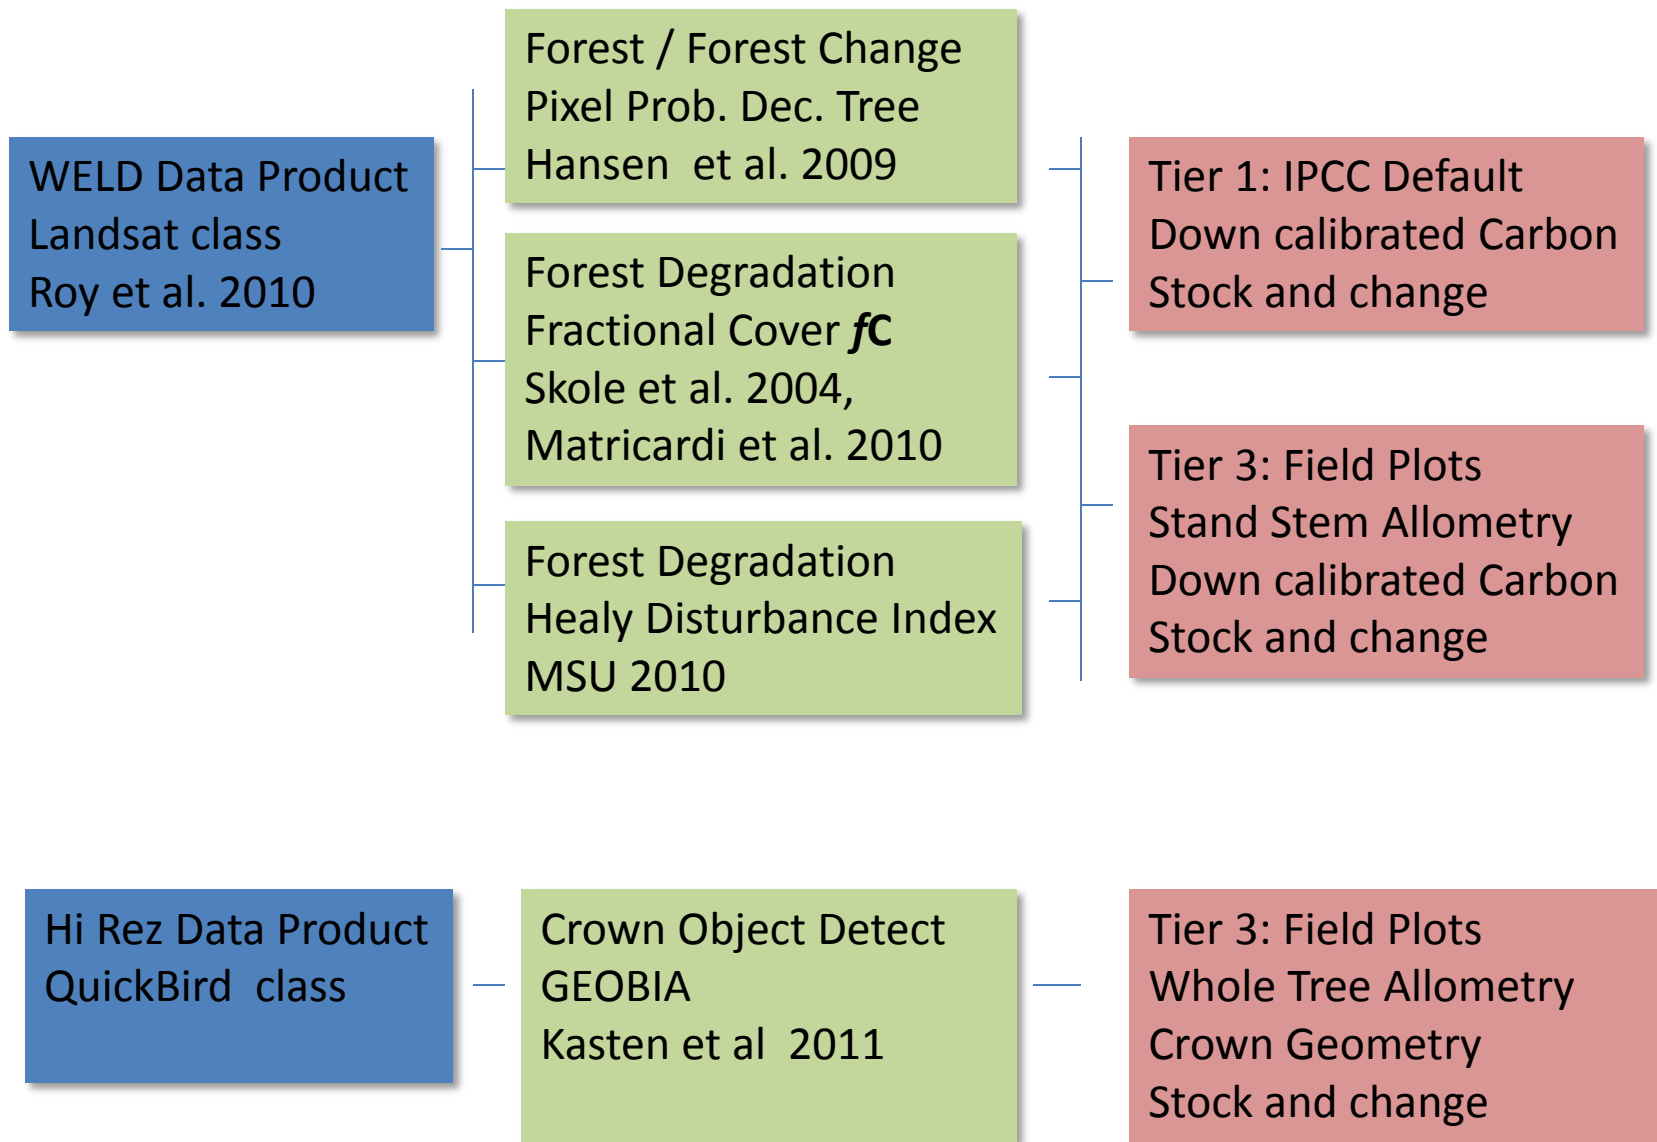 WELD Data Product
Landsat class
Roy et al. 2010
Forest / Forest Change
Pixel Prob. Dec. Tree
Hansen et al. 2009
Forest Degradation
Fractional Cover fC
Skole et al. 2004,
Matricardi et al. 2010
Forest Degradation
Healy Disturbance Index
MSU 2010
Tier 1: IPCC Default
Down calibrated Carbon
Stock and change
Tier 3: Field Plots
Stand Stem Allometry
Down calibrated Carbon
Stock and change
Hi Rez Data Product
QuickBird class
Crown Object Detect
GEOBIA
Kasten et al 2011
Tier 3: Field Plots
Whole Tree Allometry
Crown Geometry
Stock and change